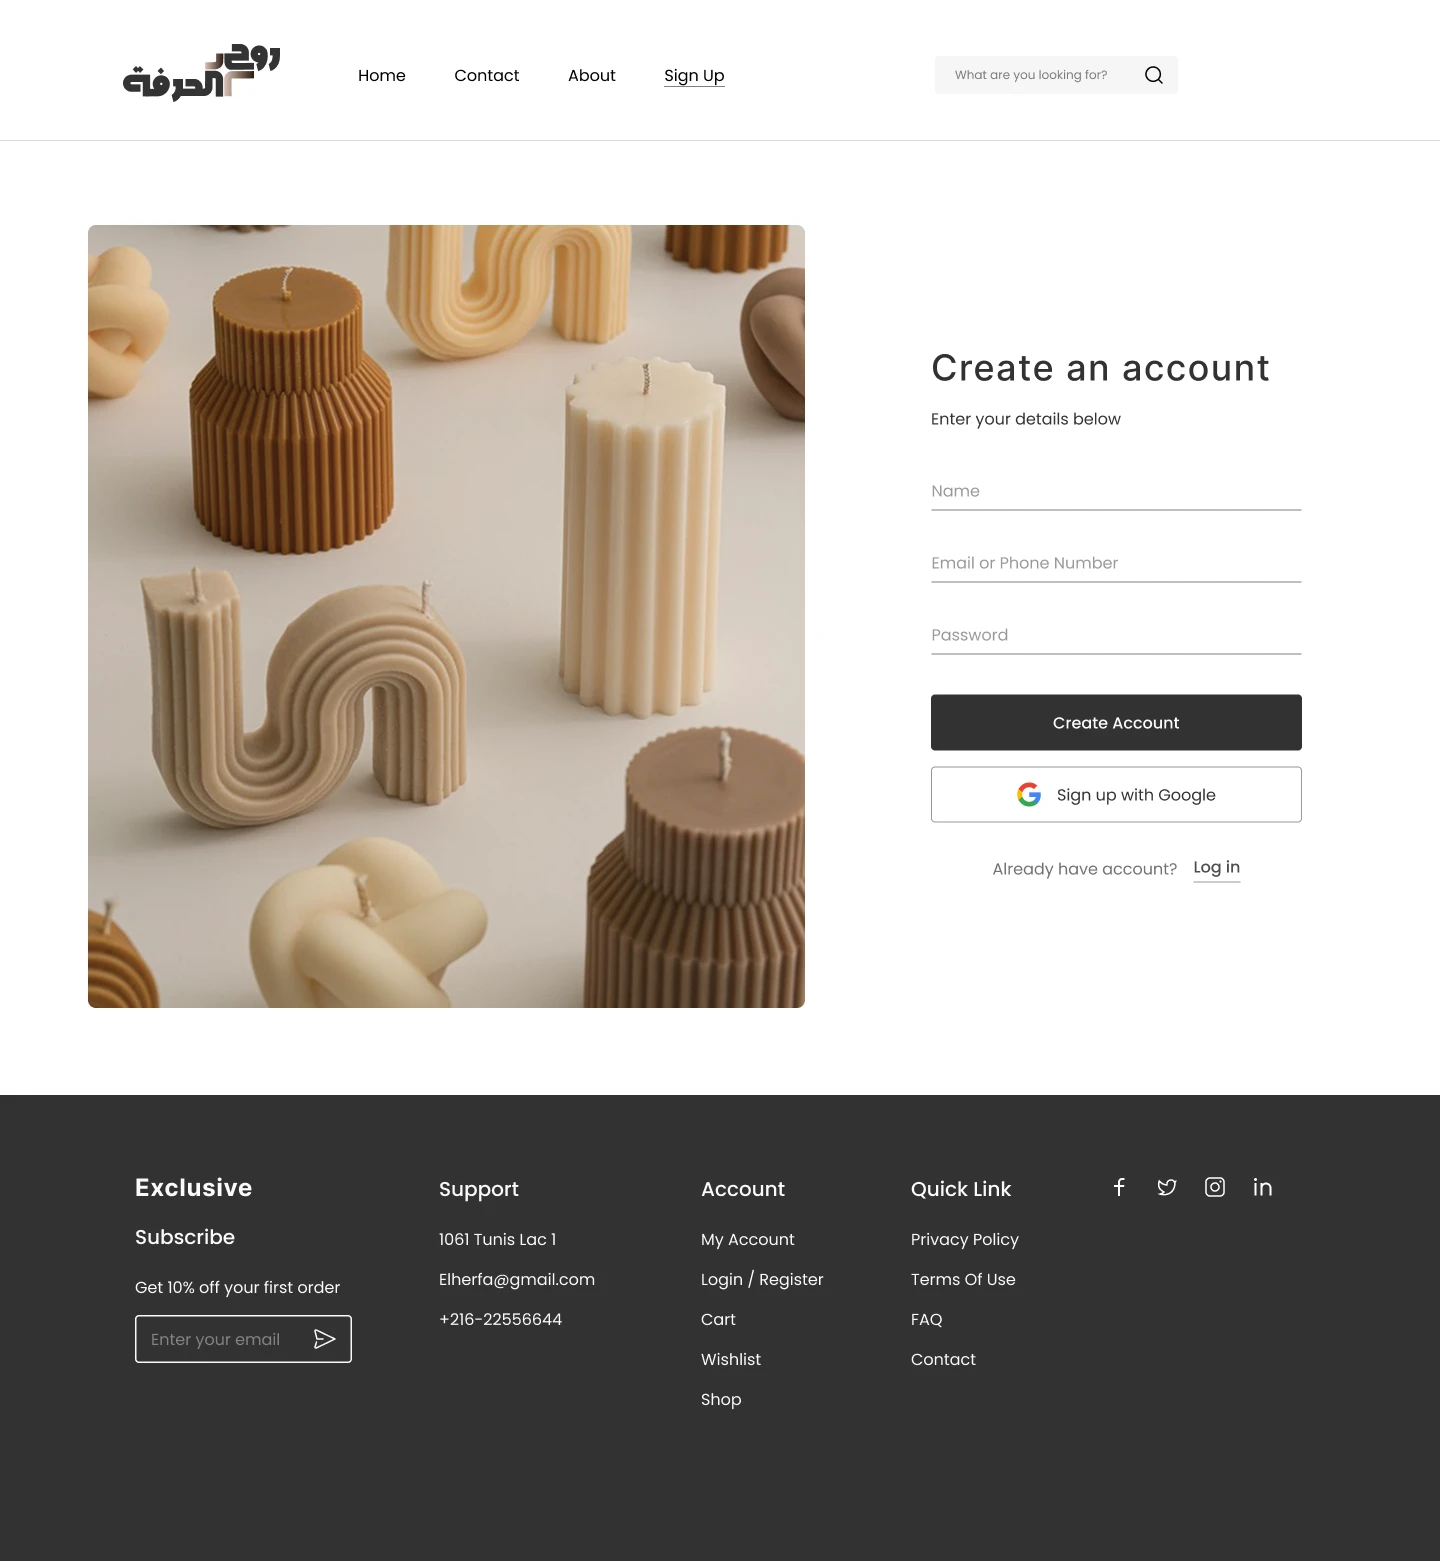 روح
الحرفة
Home
Contact
About
Sign Up
What are you looking for?
Create an account
Enter your details below
Name
Email or Phone Number
Password
Create Account
Sign up with Google
Already have account? Log in
Exclusive
Subscribe
Get 10% off your first order
Enter your email
Support
1061 Tunis Lac 1
Elherfa@gmail.com
+216-22556644
Account
My Account
Login / Register
Cart
Wishlist
Shop
Quick Link
Privacy Policy
Terms Of Use
FAQ
Contact